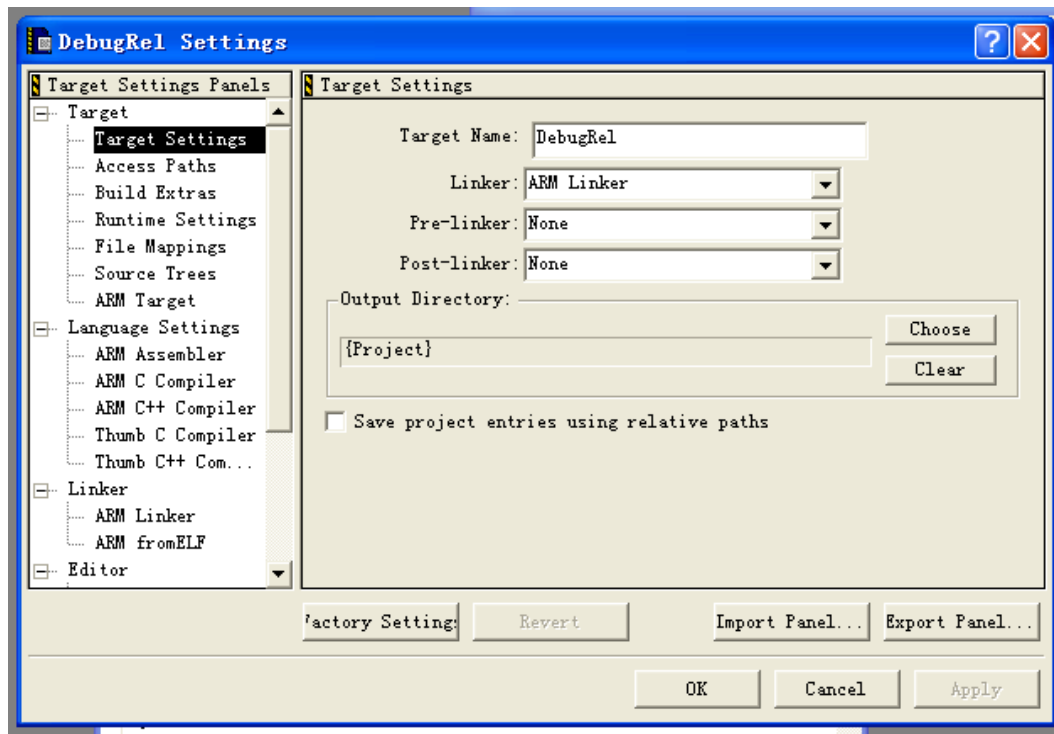 DebugRel Settings
Target Settings Panels
Target
Target Settings
Access Paths
Build Extras
Runtime Settings
File Mappings
Source Trees
ARM Target
Language Settings
ARM Assembler
ARM C Compiler
ARM C++ Compiler
Thumb C Compiler
Thumb C++ Com...
Linker
ARM Linker
ARM fromELF
Editor
Target Settings
Target Name: DebugRel
Linker: ARM Linker
Pre-linker: None
Post-linker: None
Output Directory:
{Project}
Choose
Clear
Save project entries using relative paths
Factory Settings
Revert
Import Panel...
Export Panel...
OK
Cancel
Apply